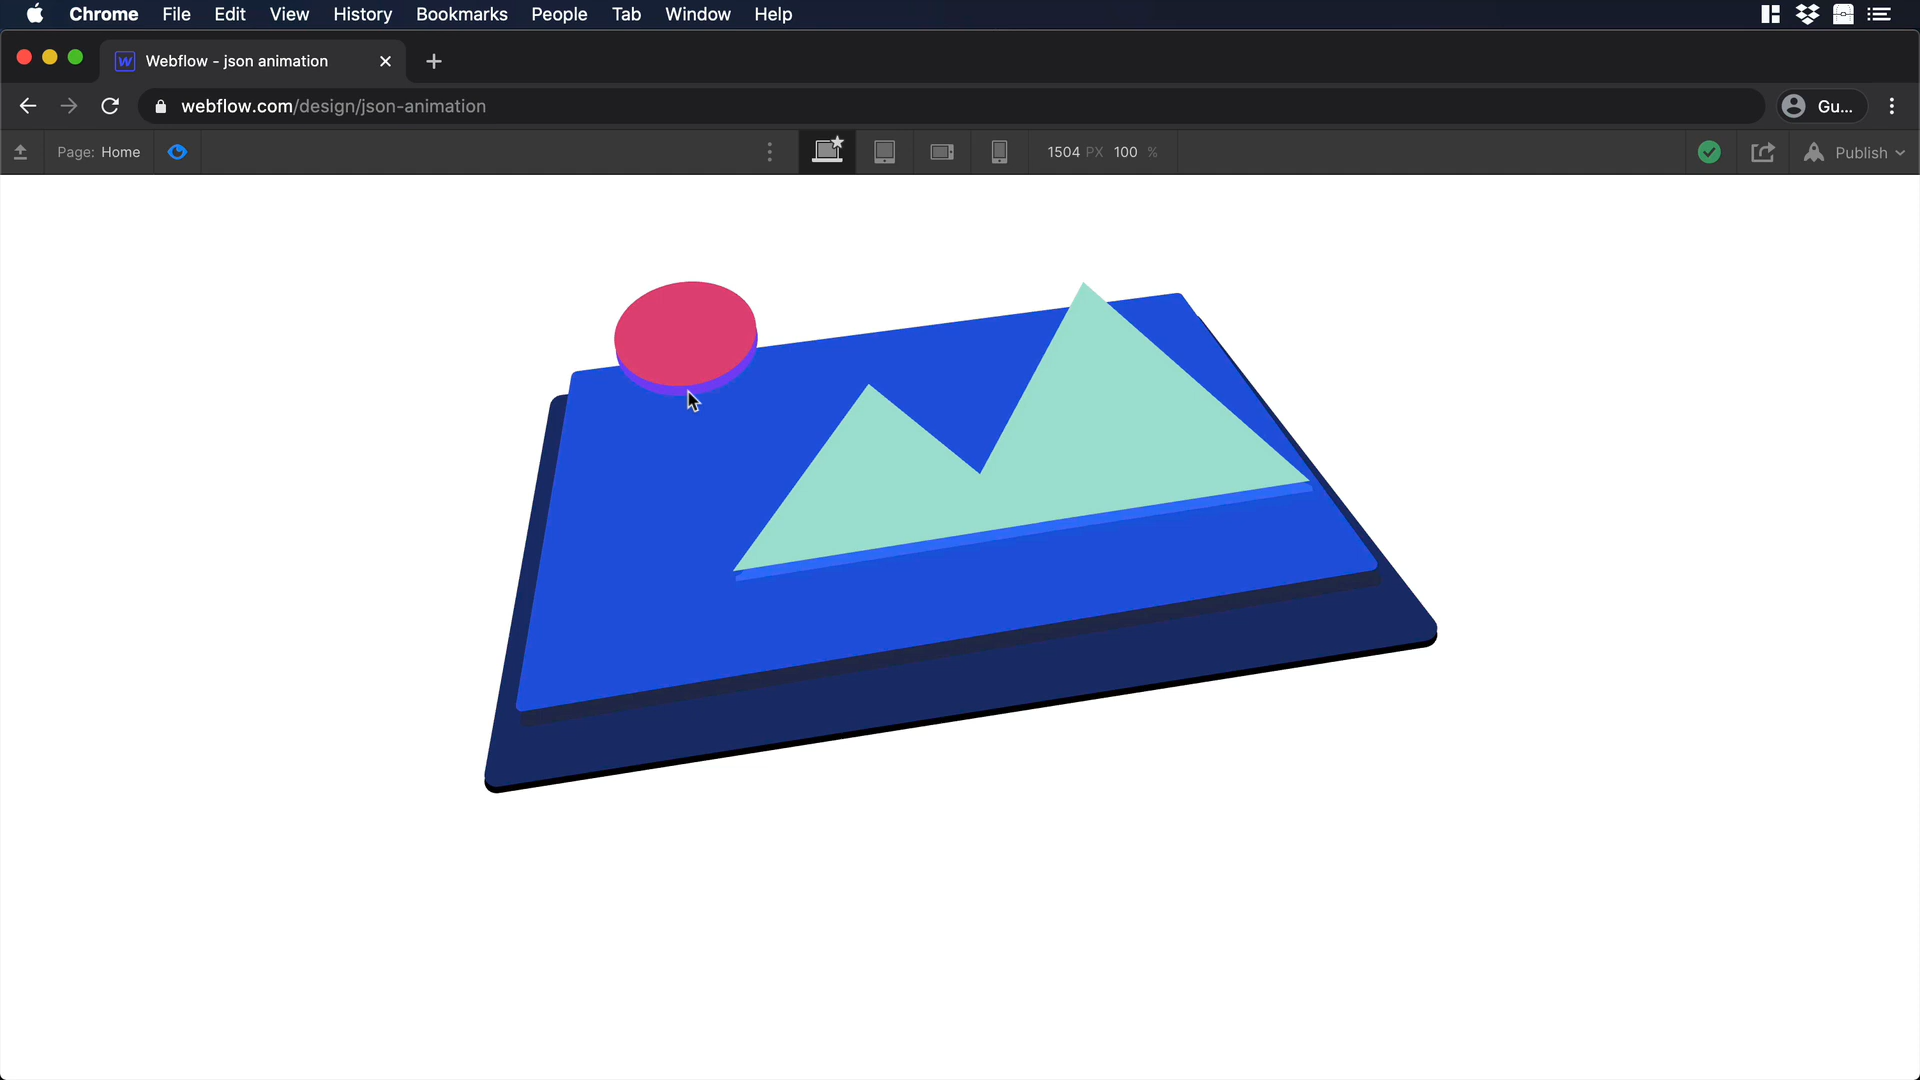 Chrome File Edit View History Bookmarks People Tab Window Help
W Webflow - json animation
webflow.com/design/json-animation Gu...
Page: Home 1504 PX 100 % Publish